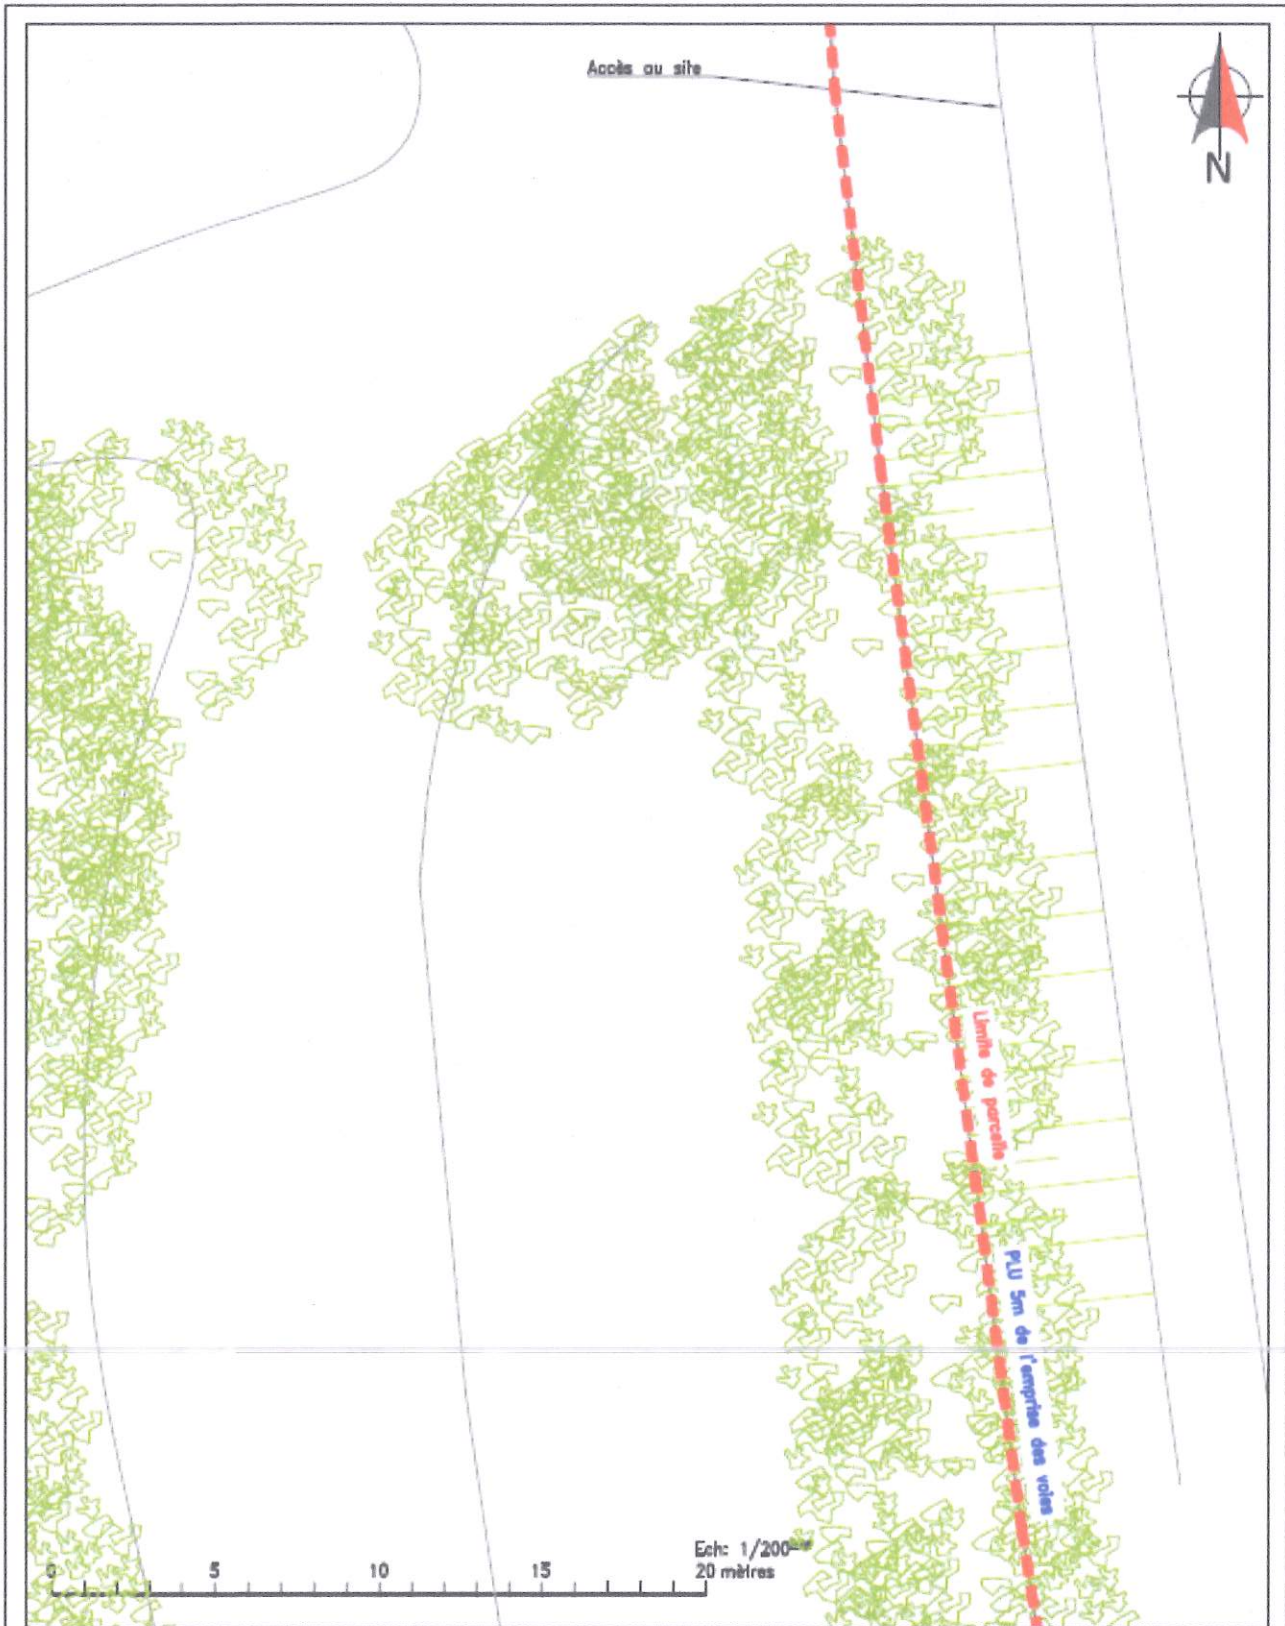 Accès au site
N
Limite de parcelle
PLU 5m de l'emprise des voies
Ech: 1/200
0 5 10 15 20 mètres